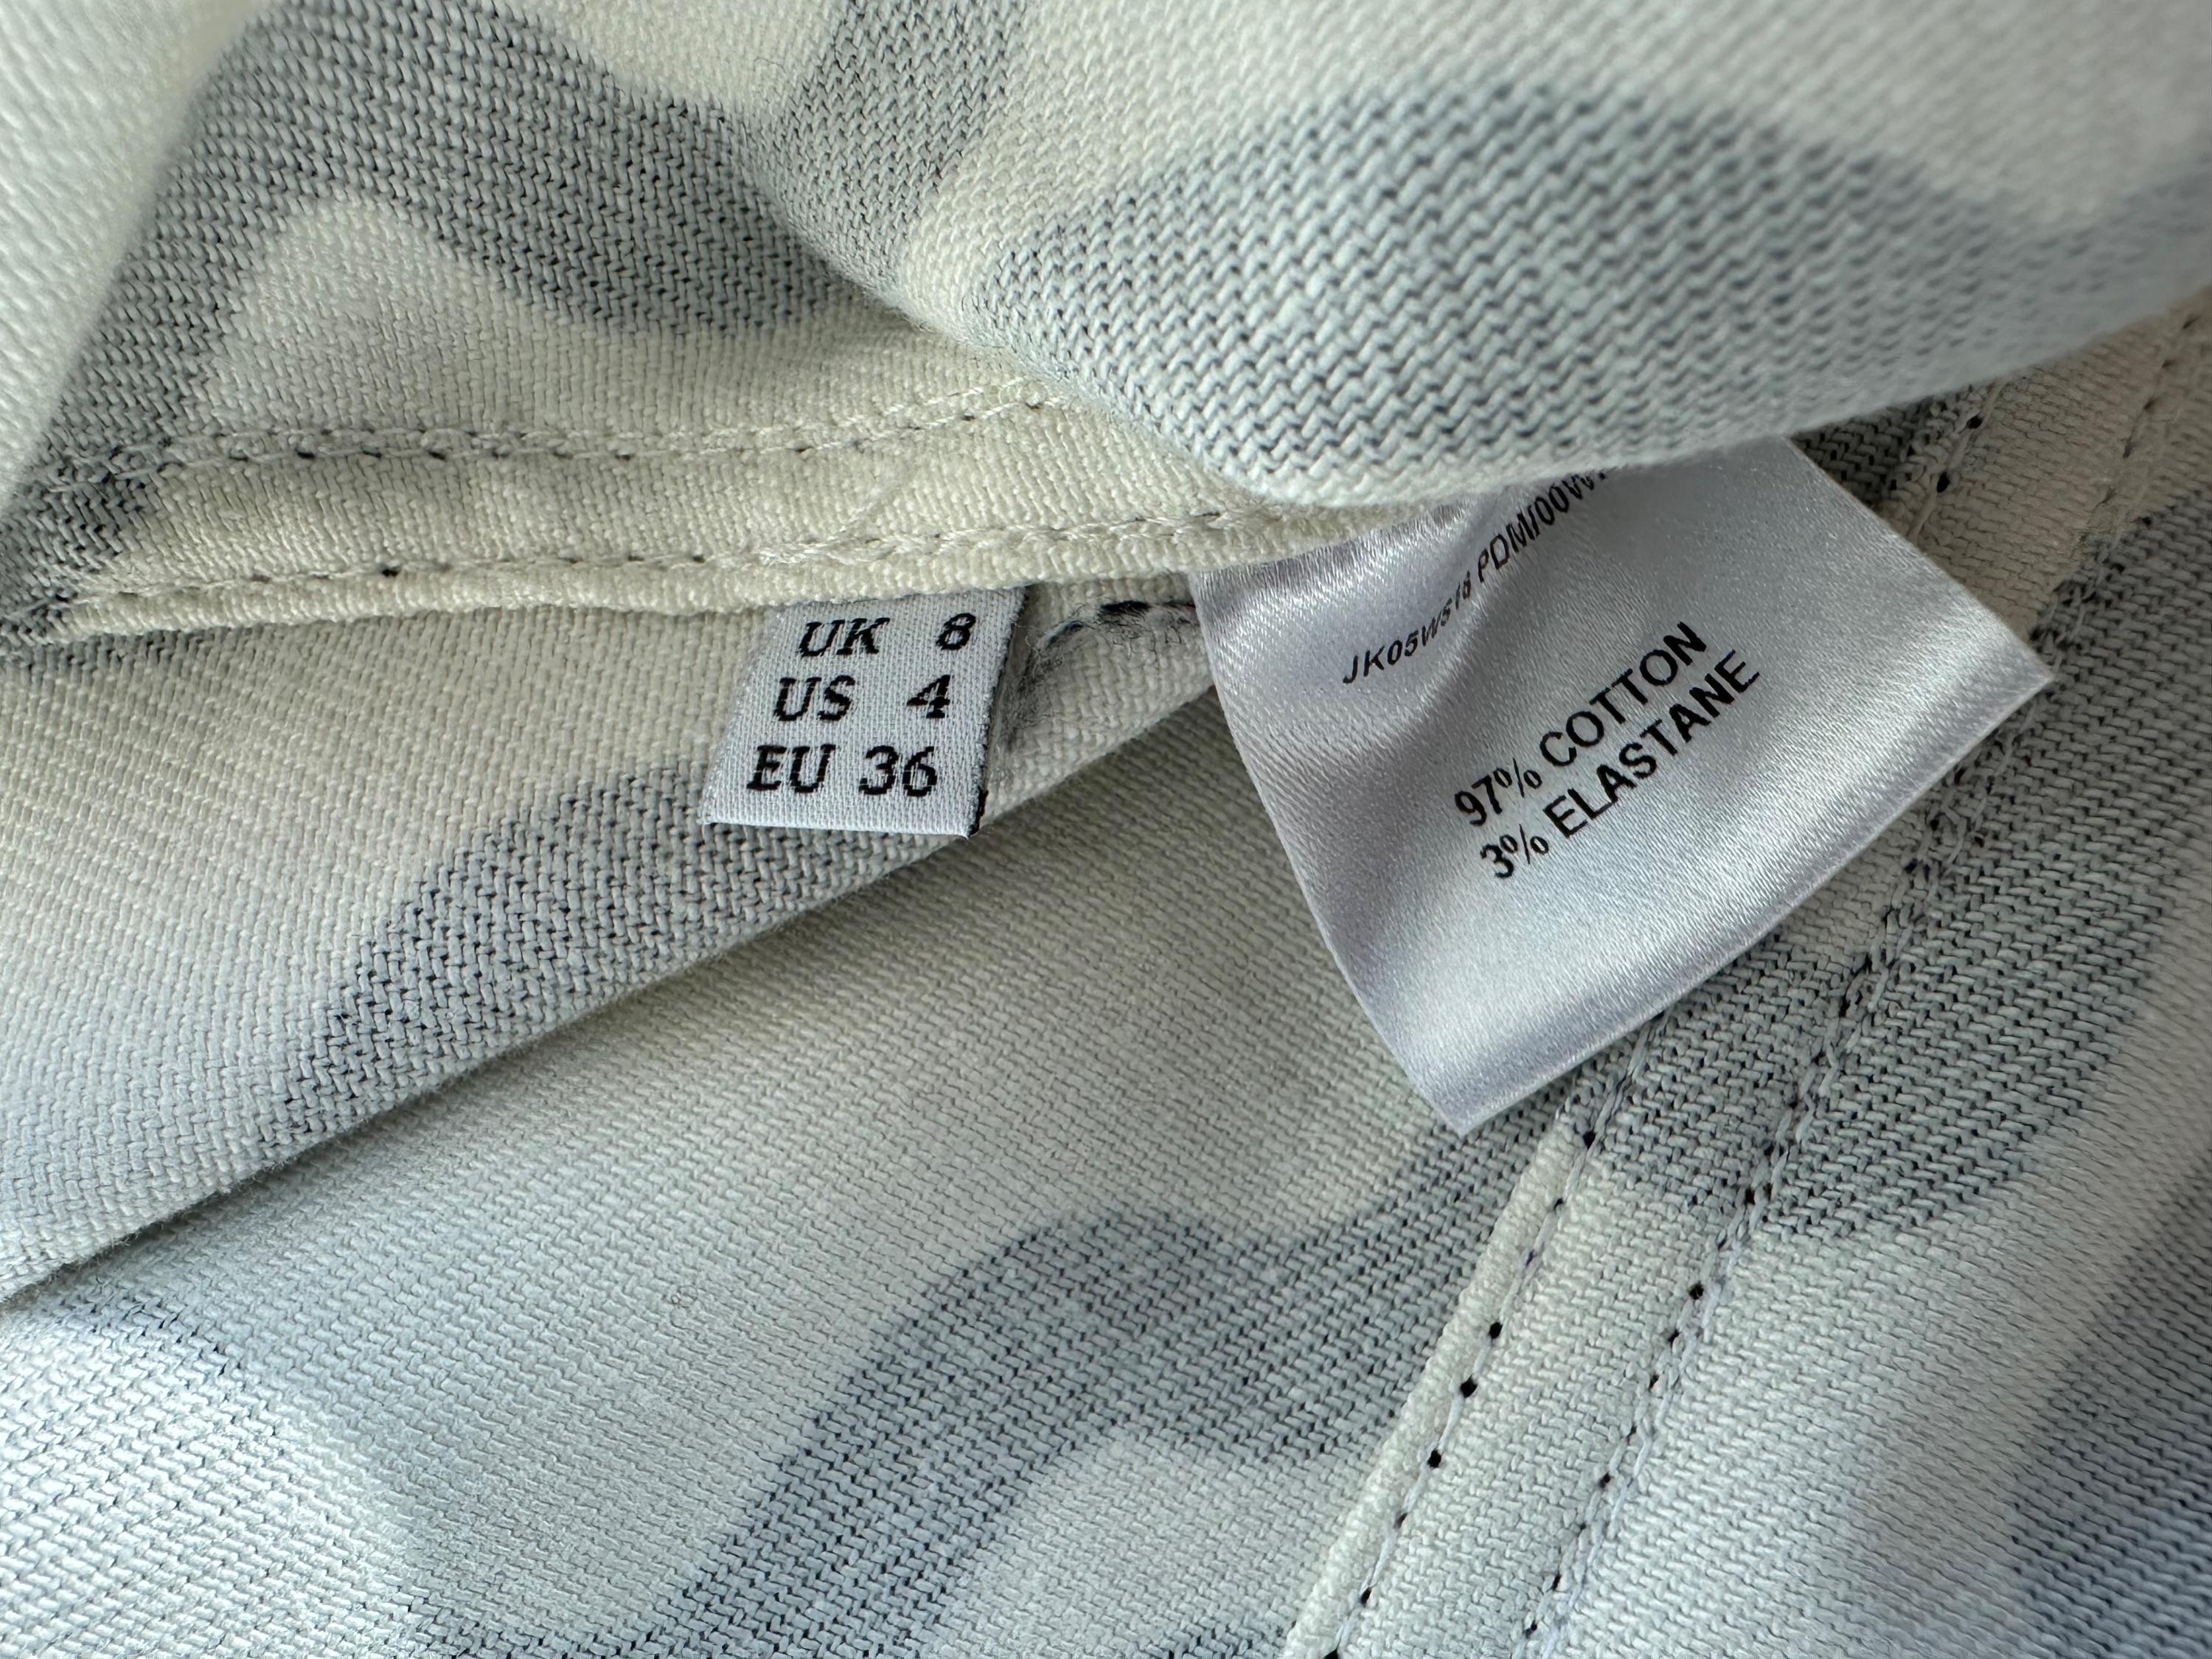 UK 8
US 4
EU 36
97% COTTON
3% ELASTANE